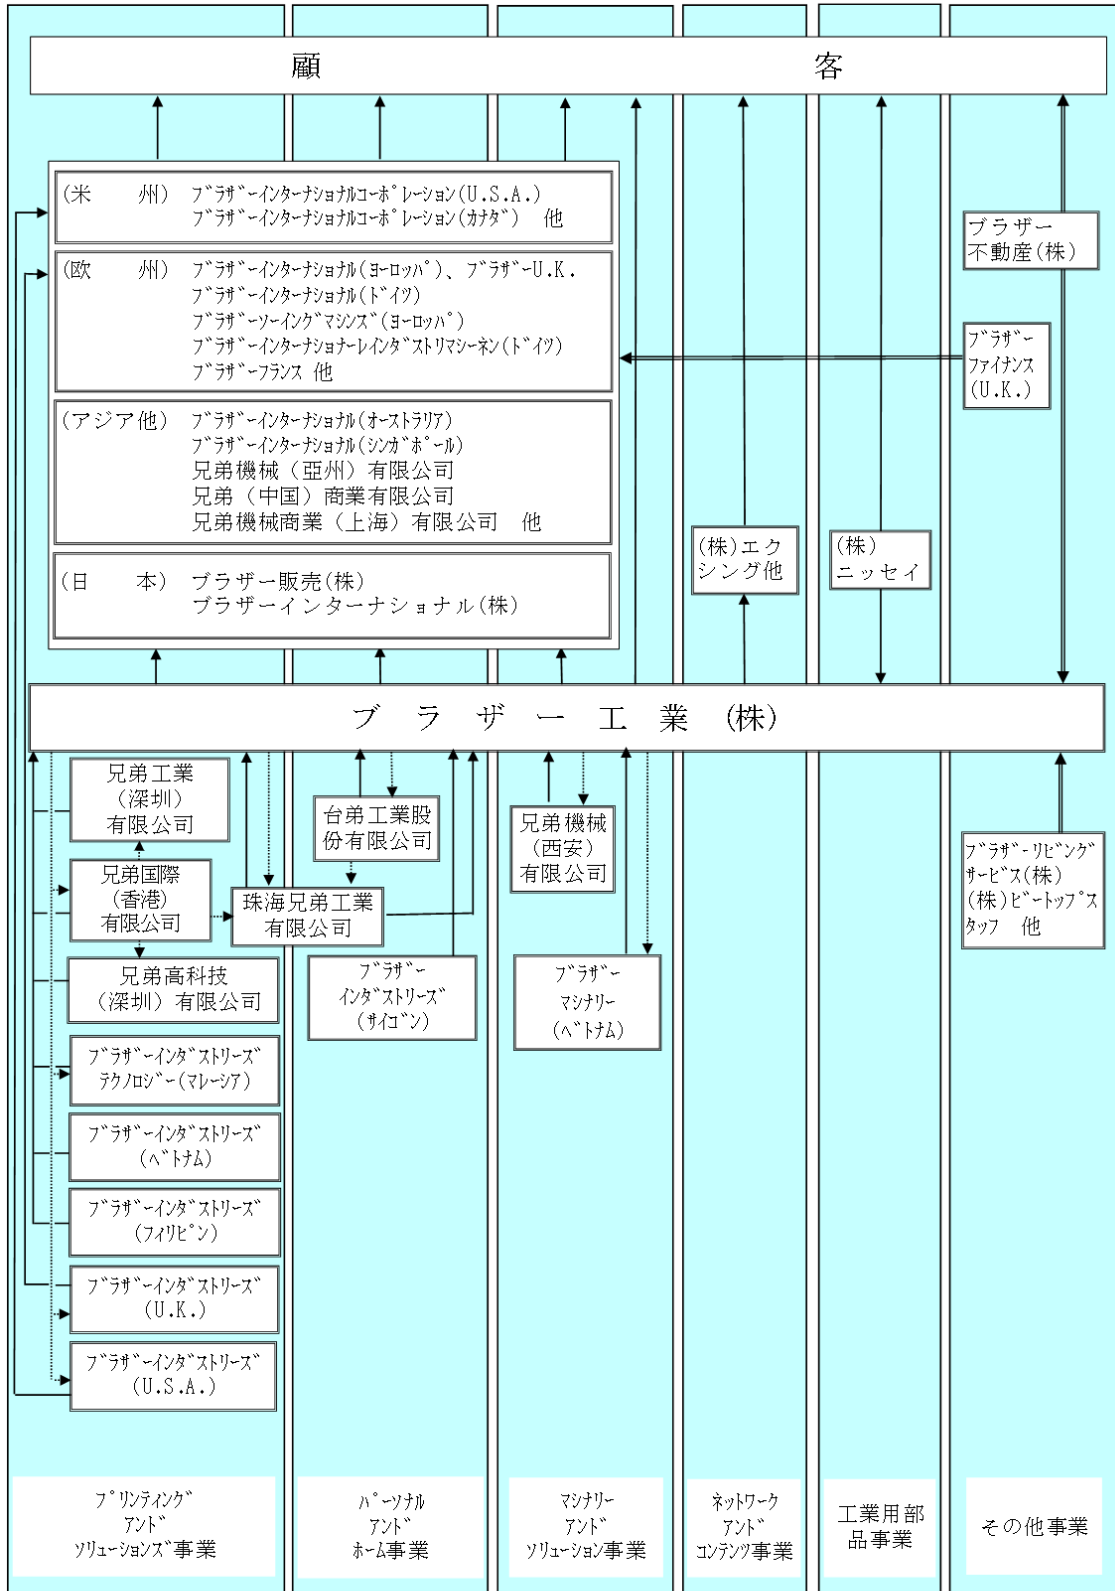 顧 客
(米 州) ﾌﾞﾗｻﾞｰｲﾝﾀｰﾅｼｮﾅﾙｺｰﾎﾟﾚｰｼｮﾝ(U.S.A.)
ﾌﾞﾗｻﾞｰｲﾝﾀｰﾅｼｮﾅﾙｺｰﾎﾟﾚｰｼｮﾝ(ｶﾅﾀﾞ) 他
(欧 州) ﾌﾞﾗｻﾞｰｲﾝﾀｰﾅｼｮﾅﾙ(ﾖｰﾛｯﾊﾟ)、ﾌﾞﾗｻﾞｰU.K.
ﾌﾞﾗｻﾞｰｲﾝﾀｰﾅｼｮﾅﾙ(ﾄﾞｲﾂ)
ﾌﾞﾗｻﾞｰｿｰｲﾝｸﾞﾏｼﾝｽﾞ(ﾖｰﾛｯﾊﾟ)
ﾌﾞﾗｻﾞｰｲﾝﾀｰﾅｼｮﾅｰﾚｲﾝﾀﾞｽﾄﾘﾏｼｰﾈﾝ(ﾄﾞｲﾂ)
ﾌﾞﾗｻﾞｰﾌﾗﾝｽ 他
(アジア他) ﾌﾞﾗｻﾞｰｲﾝﾀｰﾅｼｮﾅﾙ(ｵｰｽﾄﾗﾘｱ)
ﾌﾞﾗｻﾞｰｲﾝﾀｰﾅｼｮﾅﾙ(ｼﾝｶﾞﾎﾟｰﾙ)
兄弟機械（亞州）有限公司
兄弟（中国）商業有限公司
兄弟機械商業（上海）有限公司 他
(日 本) ブラザー販売(株)
ブラザーインターナショナル(株)
ブラザー
不動産(株)
ﾌﾞﾗｻﾞｰ
ﾌｧｲﾅﾝｽ
(U.K.)
(株)エク
シング他
(株)
ニッセイ
ブ ラ ザ ー 工 業 (株)
兄弟工業
（深圳）
有限公司
兄弟国際
(香港)
有限公司
兄弟高科技
（深圳）有限公司
ﾌﾞﾗｻﾞｰｲﾝﾀﾞｽﾄﾘｰｽﾞ
ﾃｸﾉﾛｼﾞｰ(ﾏﾚｰｼｱ)
ﾌﾞﾗｻﾞｰｲﾝﾀﾞｽﾄﾘｰｽﾞ
(ﾍﾞﾄﾅﾑ)
ﾌﾞﾗｻﾞｰｲﾝﾀﾞｽﾄﾘｰｽﾞ
(ﾌｨﾘﾋﾟﾝ)
ﾌﾞﾗｻﾞｰｲﾝﾀﾞｽﾄﾘｰｽﾞ
(U.K.)
ﾌﾞﾗｻﾞｰｲﾝﾀﾞｽﾄﾘｰｽﾞ
(U.S.A.)
珠海兄弟工業
有限公司
台弟工業股
份有限公司
ﾌﾞﾗｻﾞｰ
ｲﾝﾀﾞｽﾄﾘｰｽﾞ
(ｻｲｺﾞﾝ)
兄弟機械
(西安)
有限公司
ﾌﾞﾗｻﾞｰ
ﾏｼﾅﾘｰ
(ﾍﾞﾄﾅﾑ)
ﾌﾞﾗｻﾞｰﾘﾋﾞﾝｸﾞ
ｻｰﾋﾞｽ(株)
(株)ﾋﾞｰﾄｯﾌﾟｽ
ﾀｯﾌ 他
ﾌﾟﾘﾝﾃｨﾝｸﾞ
ｱﾝﾄﾞ
ｿﾘｭｰｼｮﾝｽﾞ事業
ﾊﾟｰｿﾅﾙ
ｱﾝﾄﾞ
ﾎｰﾑ事業
ﾏｼﾅﾘｰ
ｱﾝﾄﾞ
ｿﾘｭｰｼｮﾝ事業
ﾈｯﾄﾜｰｸ
ｱﾝﾄﾞ
ｺﾝﾃﾝﾂ事業
工業用部
品事業
その他事業